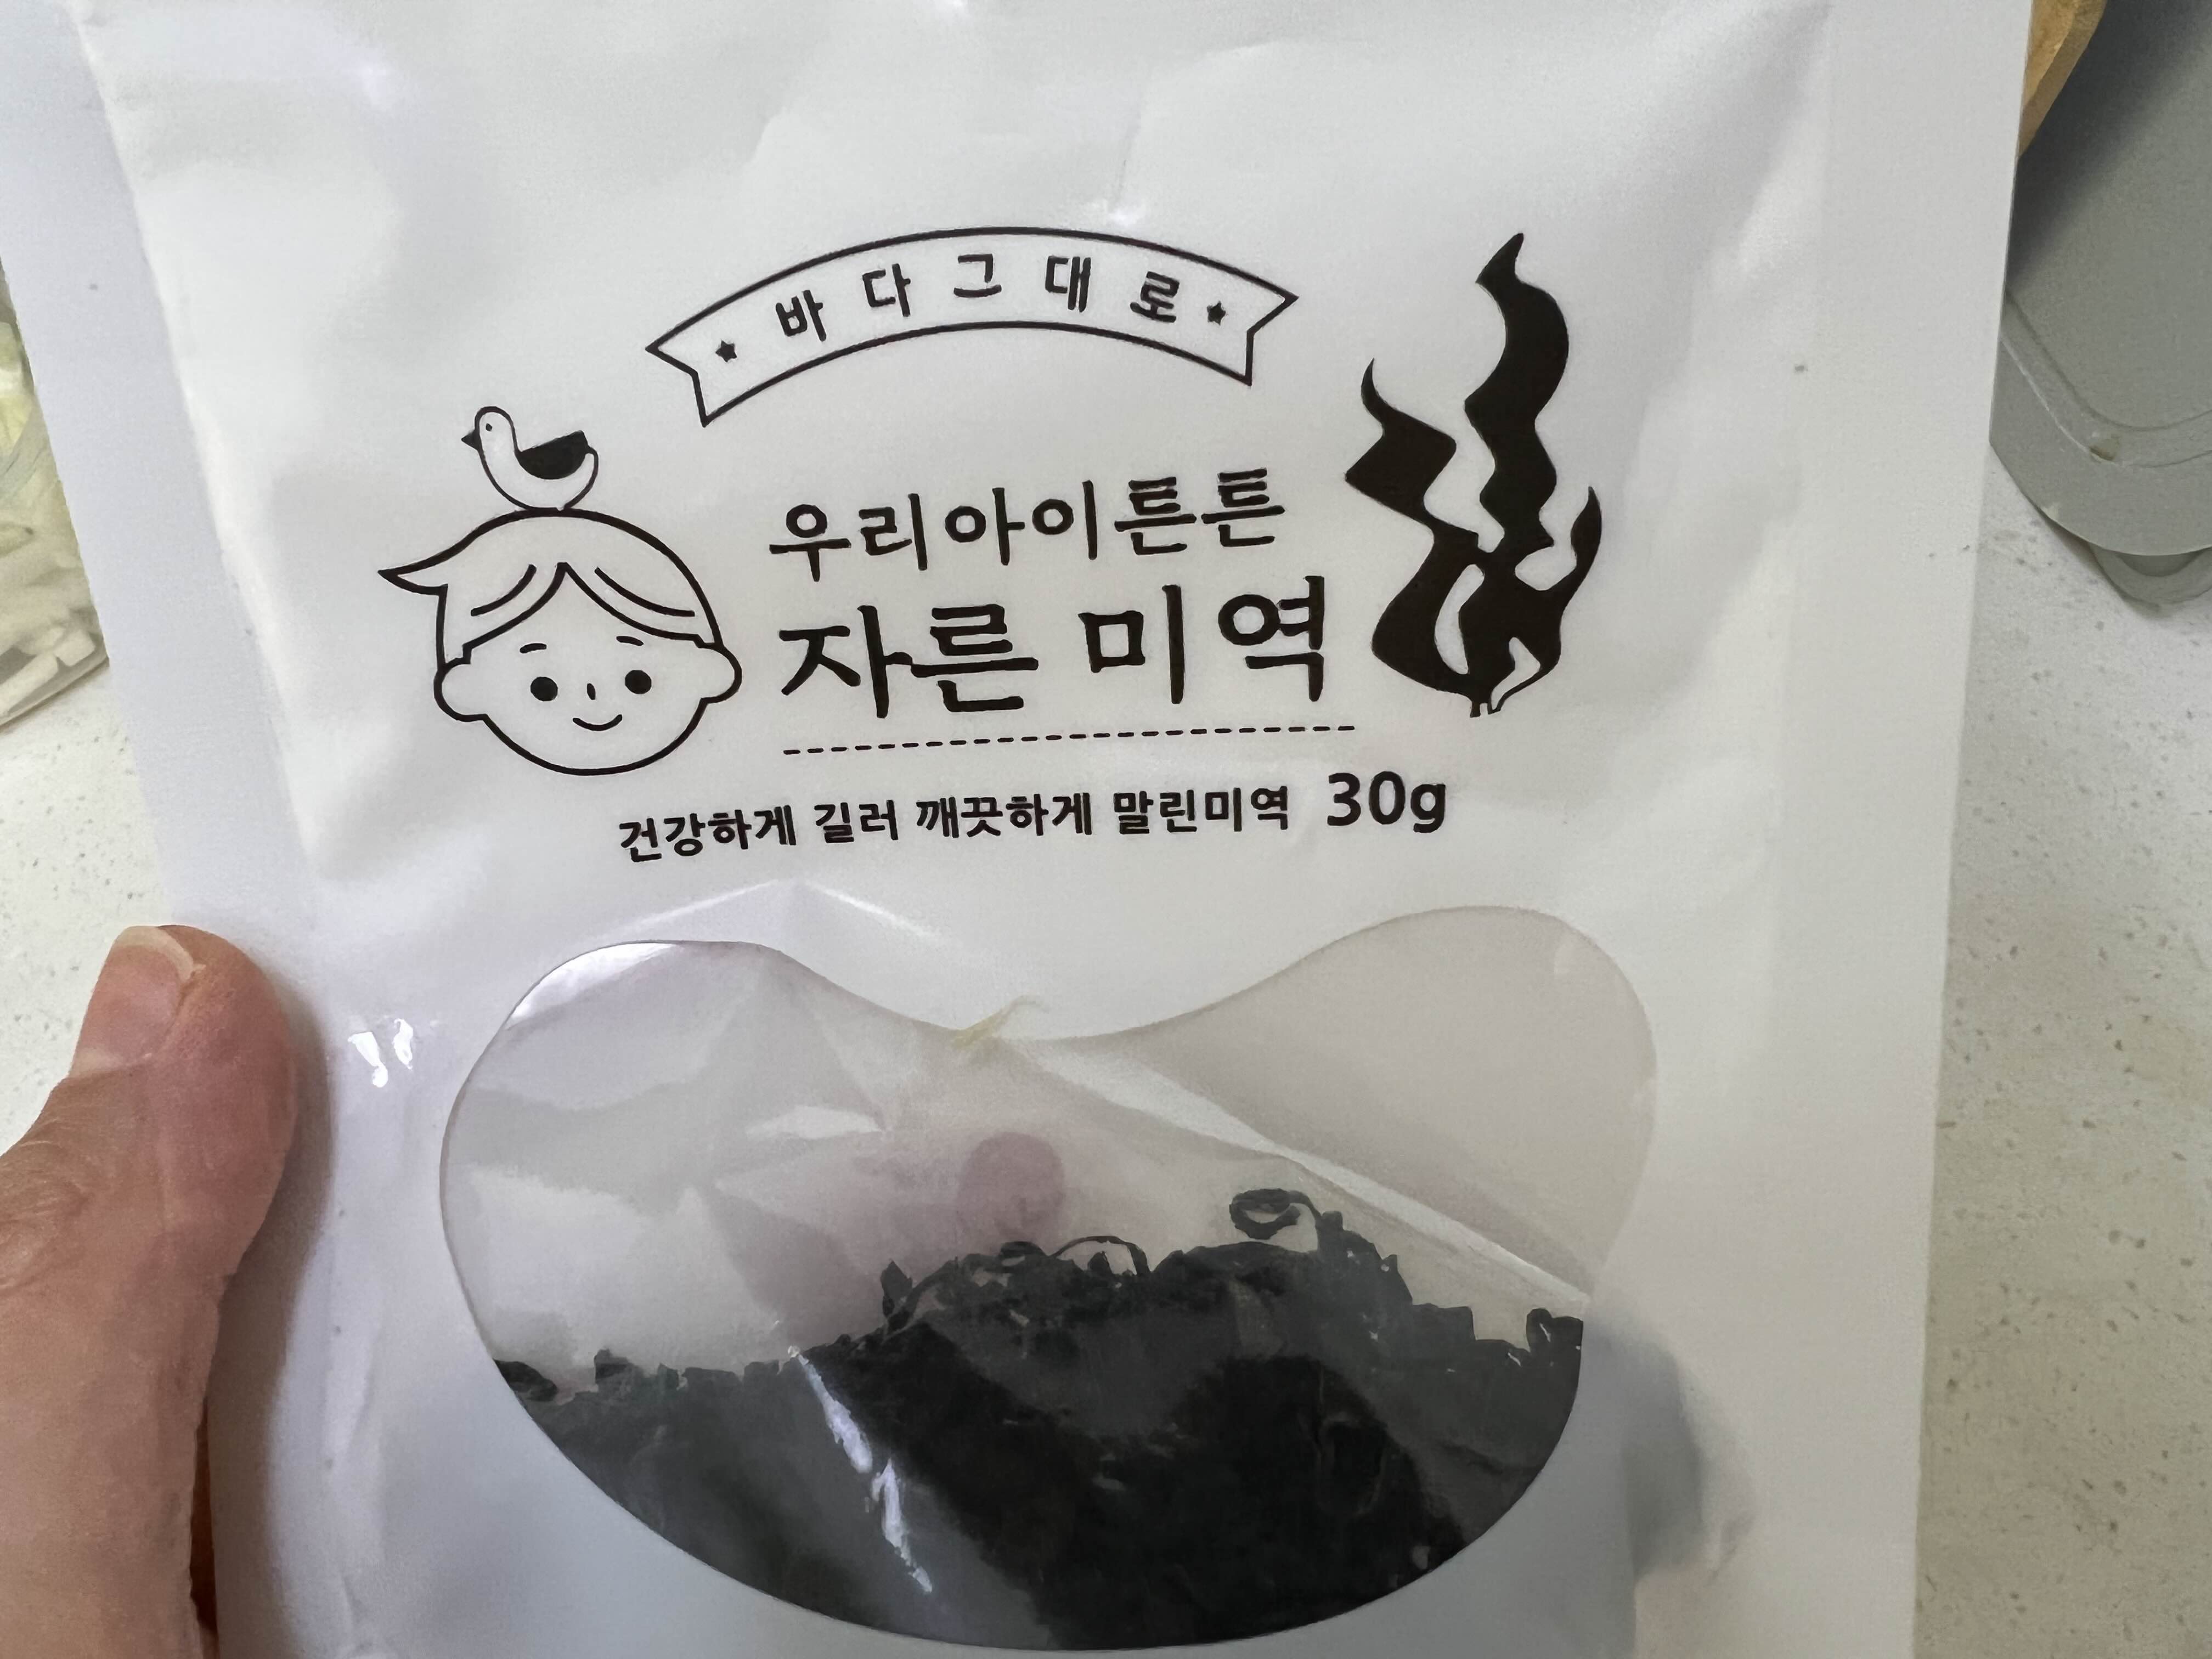 바다그대로
우리아이튼튼
자른 미역
건강하게 길러 깨끗하게 말린미역 30g